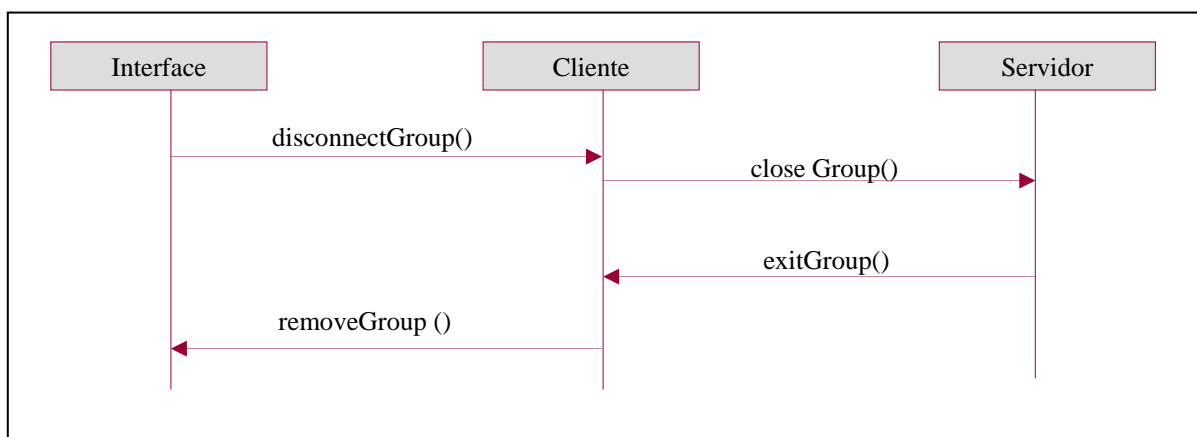 Interface
Cliente
Servidor
disconnectGroup()
close Group()
exitGroup()
removeGroup ()